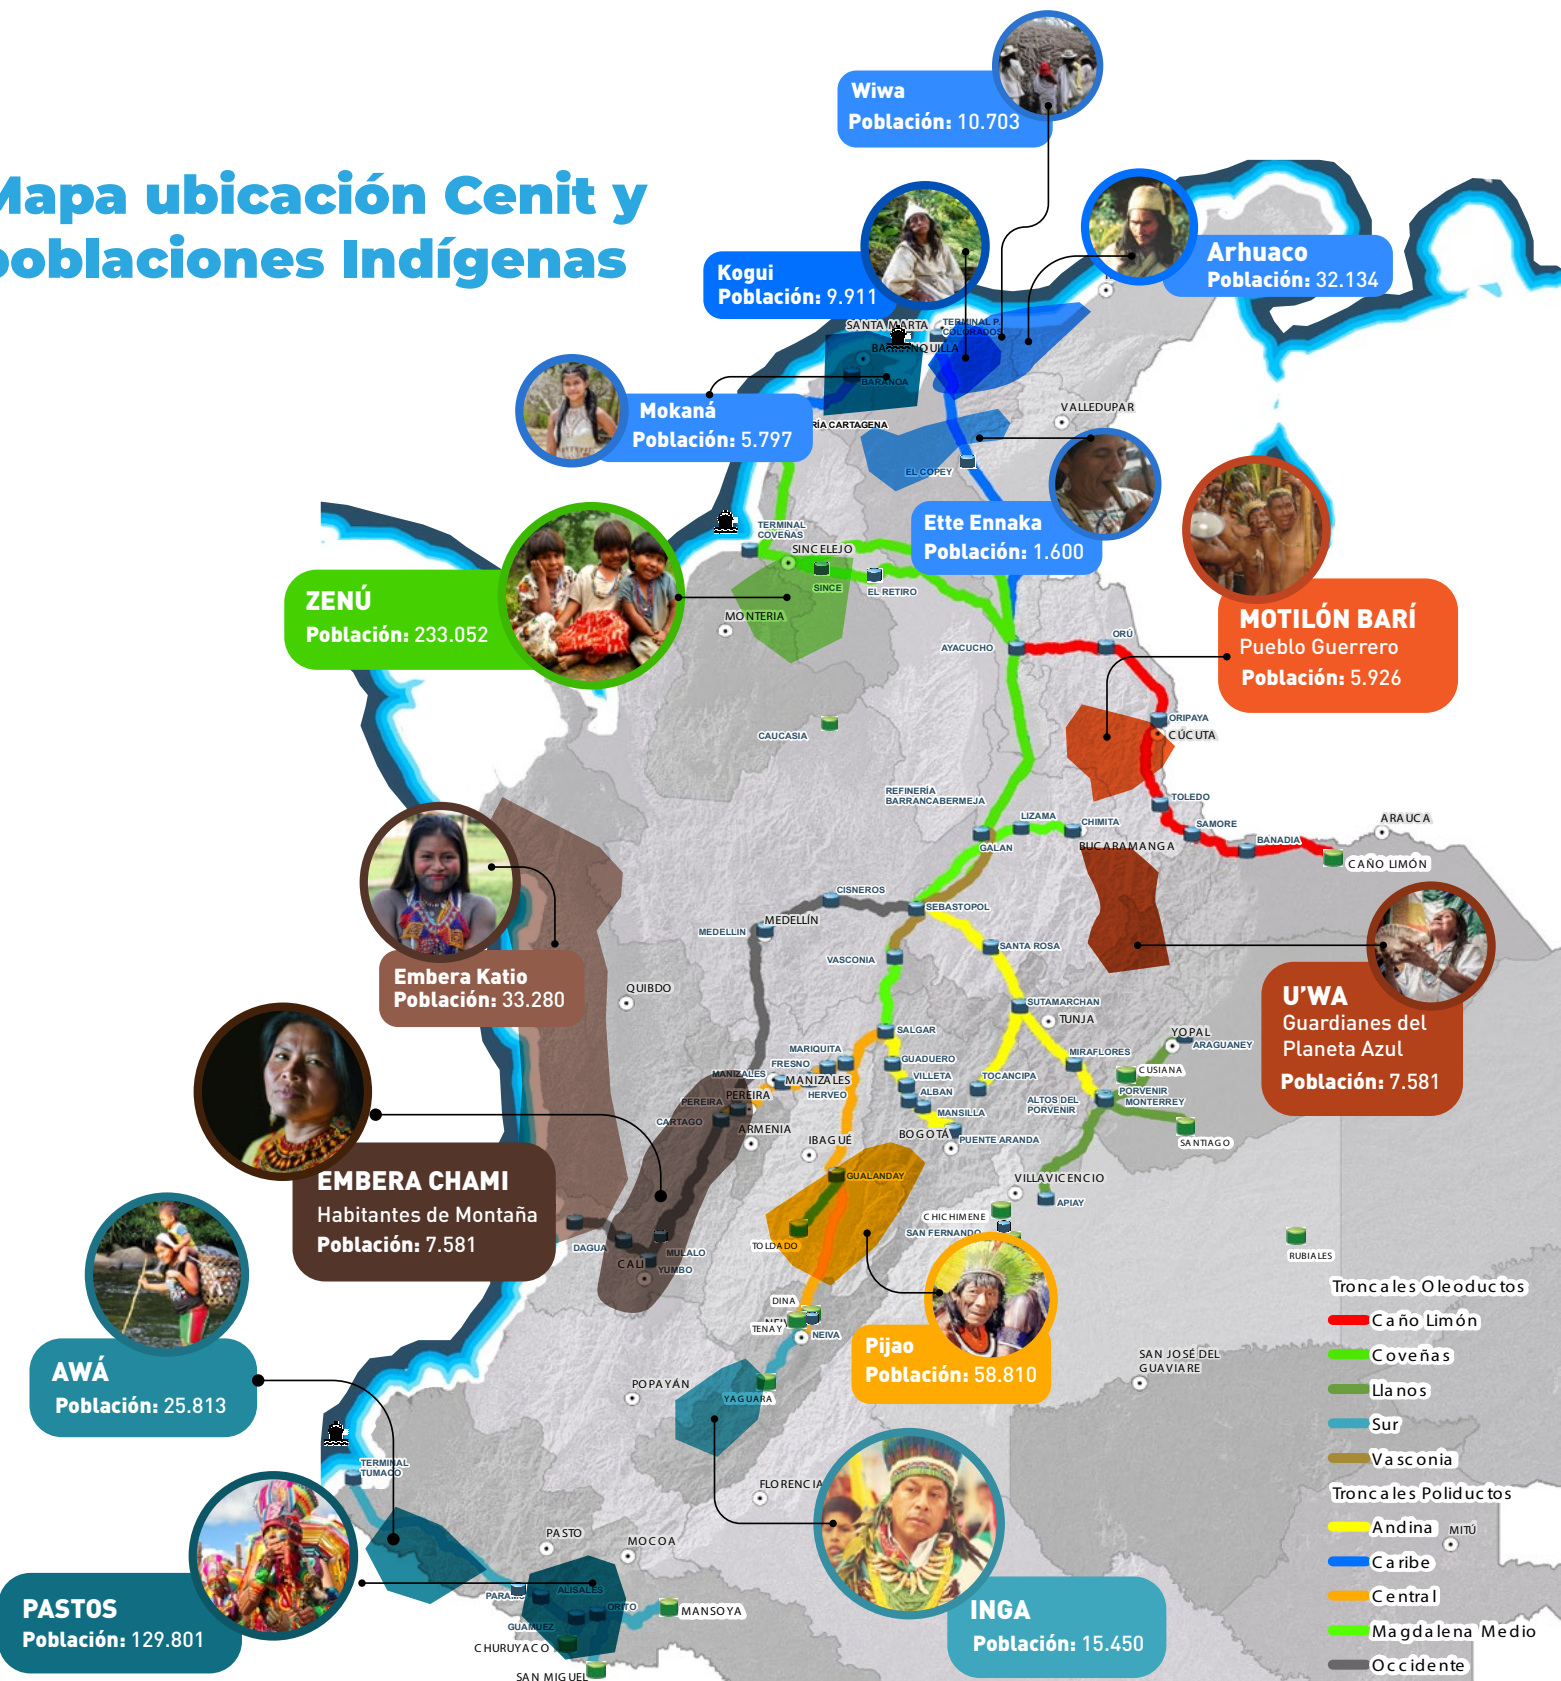 Mapa ubicación Cenit y
poblaciones Indígenas
Wiwa
Población: 10.703
Kogui
Población: 9.911
Arhuaco
Población: 32.134
SANTA MARTA
TERMINAL P.
COLORADOS
BARRANQUILLA
BARANOA
Mokaná
Población: 5.797
RÍA CARTAGENA
VALLEDUPAR
EL COPEY
Ette Ennaka
Población: 1.600
TERMINAL
COVEÑAS
SINCELEJO
SINCE
EL RETIRO
ZENÚ
Población: 233.052
MONTERIA
MOTILÓN BARÍ
Pueblo Guerrero
Población: 5.926
AYACUCHO
ORÚ
ORIPAYA
CÚCUTA
CAUCASIA
REFINERÍA
BARRANCABERMEJA
TOLEDO
LIZAMA
CHIMITA
SAMORE
ARAUCA
GALAN
BUCARAMANGA
BANADIA
CAÑO LIMÓN
CISNEROS
SEBASTOPOL
MEDELLÍN
MEDELLIN
SANTA ROSA
VASCONIA
Embera Katio
Población: 33.280
QUIBDO
U'WA
Guardianes del
Planeta Azul
Población: 7.581
SUTAMARCHAN
TUNJA
SALGAR
YOPAL
ARAGUANEY
MARIQUITA
FRESNO
GUADUERO
MIRAFLORES
CUSIANA
MANIZALES
MANIZALES
VILLETA
TOCANCIPA
HERVEO
ALBAN
PORVENIR
MONTERREY
PEREIRA
PEREIRA
ALTOS DEL
PORVENIR
MANSILLA
CARTAGO
ARMENIA
IBAGUÉ
BOGOTÁ
PUENTE ARANDA
SANTIAGO
EMBERA CHAMI
Habitantes de Montaña
Población: 7.581
GUALANDAY
VILLAVICENCIO
APIAY
CHICHIMENE
SAN FERNANDO
TOLDADO
DAGUA
MULALO
CALI
YUMBO
RUBIALES
DINA
TENAY
NEIVA
Pijao
Población: 58.810
AWÁ
Población: 25.813
POPAYÁN
YAGUARA
SAN JOSÉ DEL
GUAVIARE
TERMINAL
TUMACO
FLORENCIA
PASTO
MOCOA
PASTOS
Población: 129.801
ALISALES
ORITO
GUAMUEZ
MANSOYA
CHURUYACO
SAN MIGUEL
INGA
Población: 15.450
Troncales Oleoductos
Caño Limón
Coveñas
Llanos
Sur
Vasconia
Troncales Poliductos
Andina
MITÚ
Caribe
Central
Magdalena Medio
Occidente